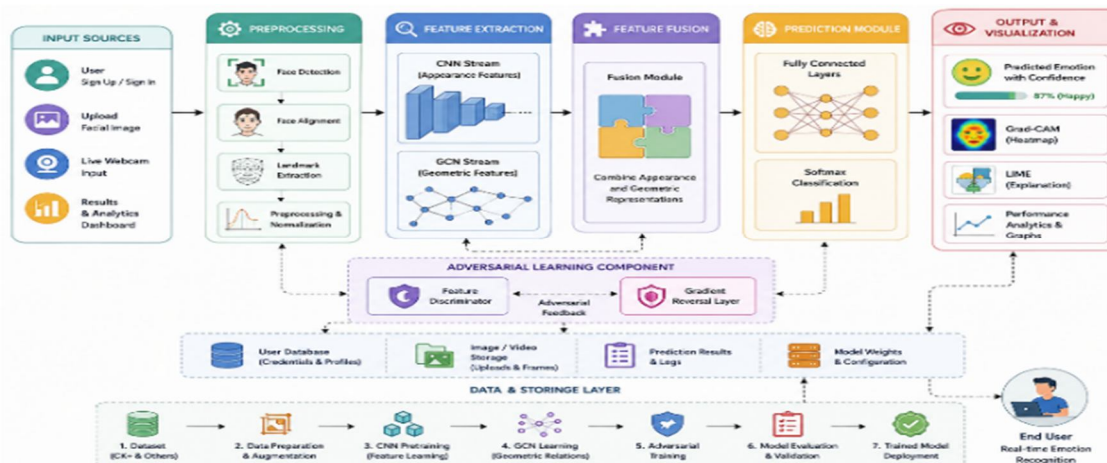 INPUT SOURCES
User
Sign Up / Sign In
Upload
Facial Image
Live Webcam
Input
Results
& Analytics
Dashboard
PREPROCESSING
Face Detection
Face Alignment
Landmark
Extraction
Preprocessing &
Normalization
FEATURE EXTRACTION
CNN Stream
(Appearance Features)
GCN Stream
(Geometric Features)
FEATURE FUSION
Fusion Module
Combine Appearance
and Geometric
Representations
PREDICTION MODULE
Fully Connected
Layers
Softmax
Classification
OUTPUT &
VISUALIZATION
Predicted Emotion
with Confidence
87% (Happy)
Grad-CAM
(Heatmap)
LIME
(Explanation)
Performance
Analytics &
Graphs
ADVERSARIAL LEARNING COMPONENT
Feature
Discriminator
Adversarial
Feedback
Gradient
Reversal Layer
User Database
(Credentials & Profiles)
Image / Video
Storage
(Uploads & Frames)
Prediction Results
& Logs
Model Weights
& Configuration
DATA & STORINGE LAYER
1. Dataset
(CK+ & Others)
2. Data Preparation
& Augmentation
3. CNN Pretraining
(Feature Learning)
4. GCN Learning
(Geometric Relations)
5. Adversarial
Training
6. Model Evaluation
& Validation
7. Trained Model
Deployment
End User
Real-time Emotion
Recognition